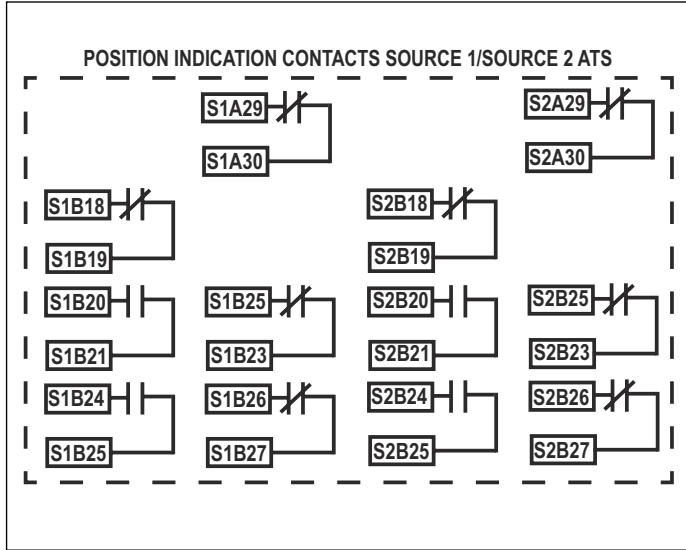 POSITION INDICATION CONTACTS SOURCE 1/SOURCE 2 ATS
S1A29
S2A29
S1A30
S2A30
S1B18
S2B18
S1B19
S2B19
S1B20
S1B25
S2B20
S2B25
S1B21
S1B23
S2B21
S2B23
S1B24
S1B26
S2B24
S2B26
S1B25
S1B27
S2B25
S2B27